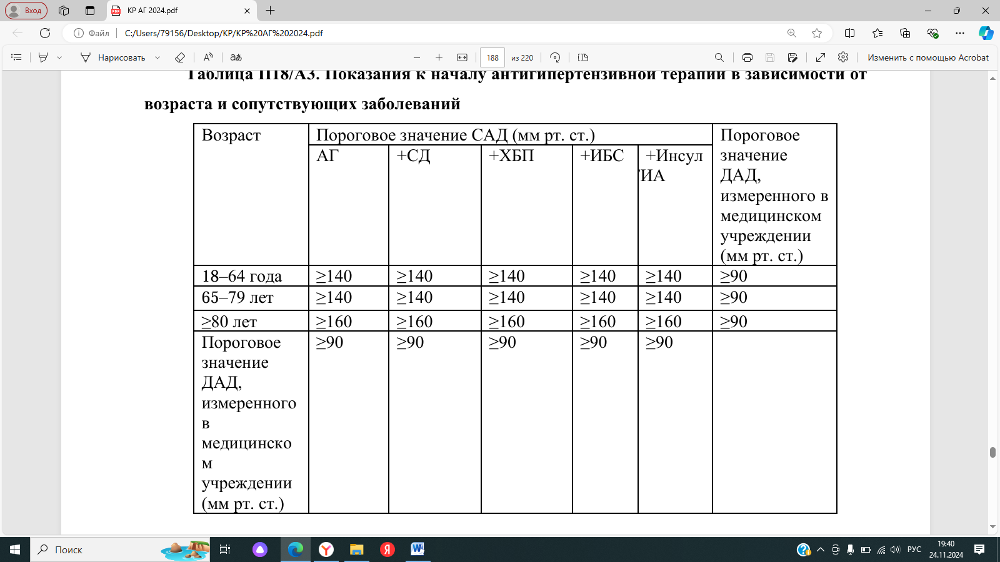 Вход
КР АГ 2024.pdf
Файл
C:/Users/79156/Desktop/КР/КР%20АГ%202024.pdf
Нарисовать
188
из 220
Изменить с помощью Acrobat
Таблица П18/А3. Показания к началу антигипертензивной терапии в зависимости от
возраста и сопутствующих заболеваний
Возраст
Пороговое значение САД (мм рт. ст.)
Пороговое
значение
ДАД,
измеренного в
медицинском
учреждении
(мм рт. ст.)
АГ
+СД
+ХБП
+ИБС
+Инсул
ТИА
18–64 года ≥140 ≥140 ≥140 ≥140 ≥140 ≥90
65–79 лет ≥140 ≥140 ≥140 ≥140 ≥140 ≥90
≥80 лет ≥160 ≥160 ≥160 ≥160 ≥160 ≥90
Пороговое
значение
ДАД,
измеренного
в
медицинско
м
учреждении
(мм рт. ст.)
≥90 ≥90 ≥90 ≥90 ≥90
Поиск
РУС
19:40
24.11.2024